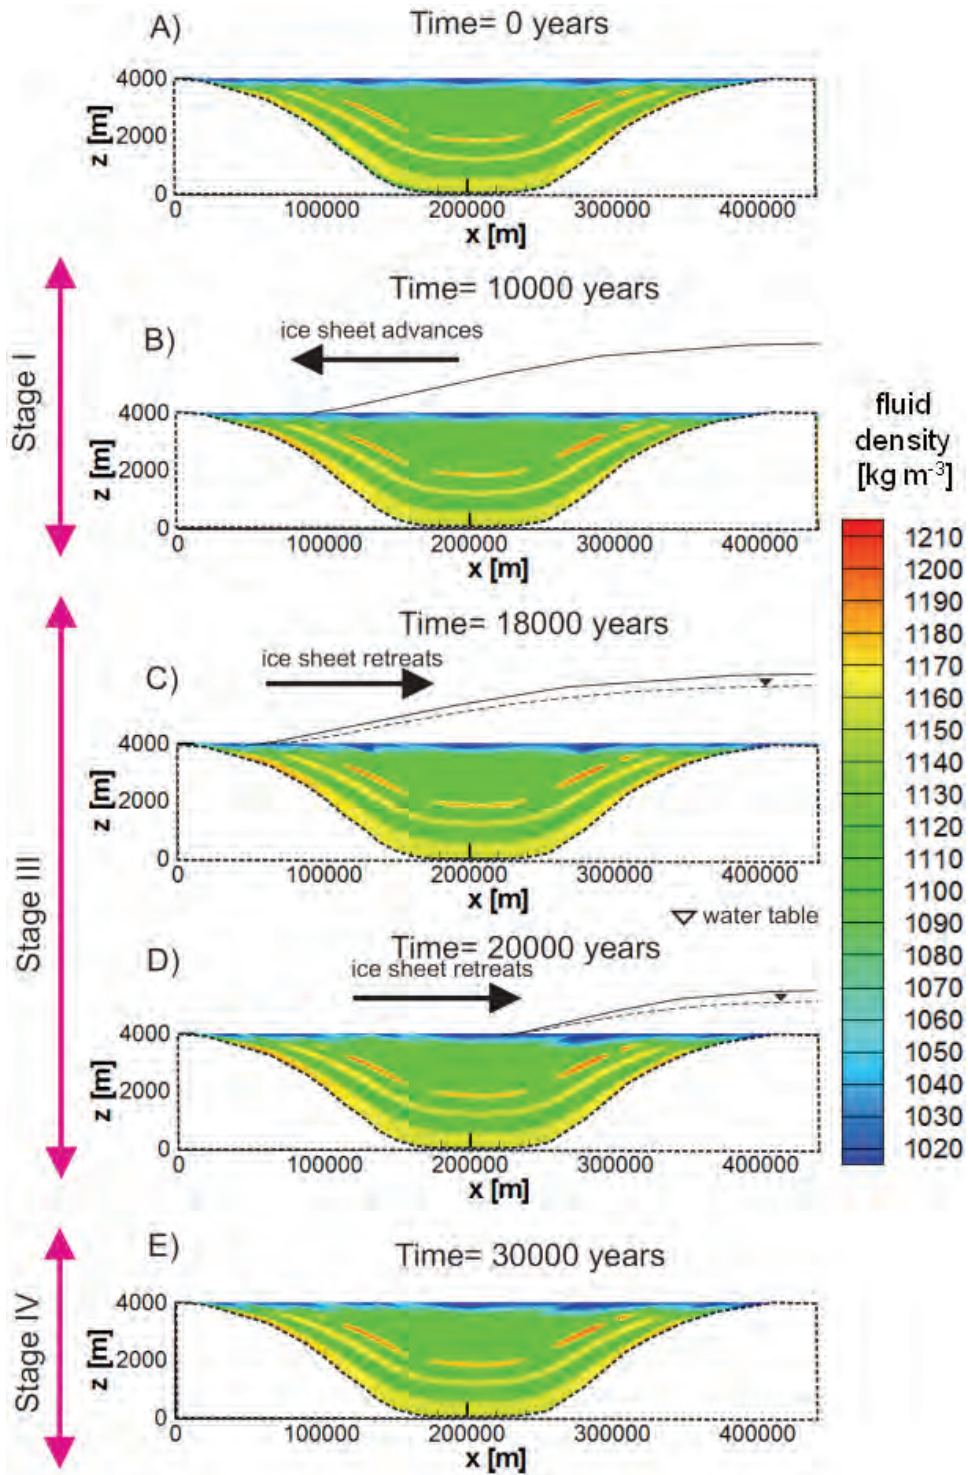 A)
Time= 0 years
4000
2000
0
z [m]
0 100000 200000 300000 400000
x [m]
Stage I
Time= 10000 years
B)
ice sheet advances
4000
2000
0
z [m]
0 100000 200000 300000 400000
x [m]
Stage III
Time= 18000 years
C)
ice sheet retreats
4000
2000
0
z [m]
0 100000 200000 300000 400000
x [m]
water table
D)
Time= 20000 years
ice sheet retreats
4000
2000
0
z [m]
0 100000 200000 300000 400000
x [m]
Stage IV
E)
Time= 30000 years
4000
2000
0
z [m]
0 100000 200000 300000 400000
x [m]
fluid
density
[kg m⁻³]
1210
1200
1190
1180
1170
1160
1150
1140
1130
1120
1110
1100
1090
1080
1070
1060
1050
1040
1030
1020